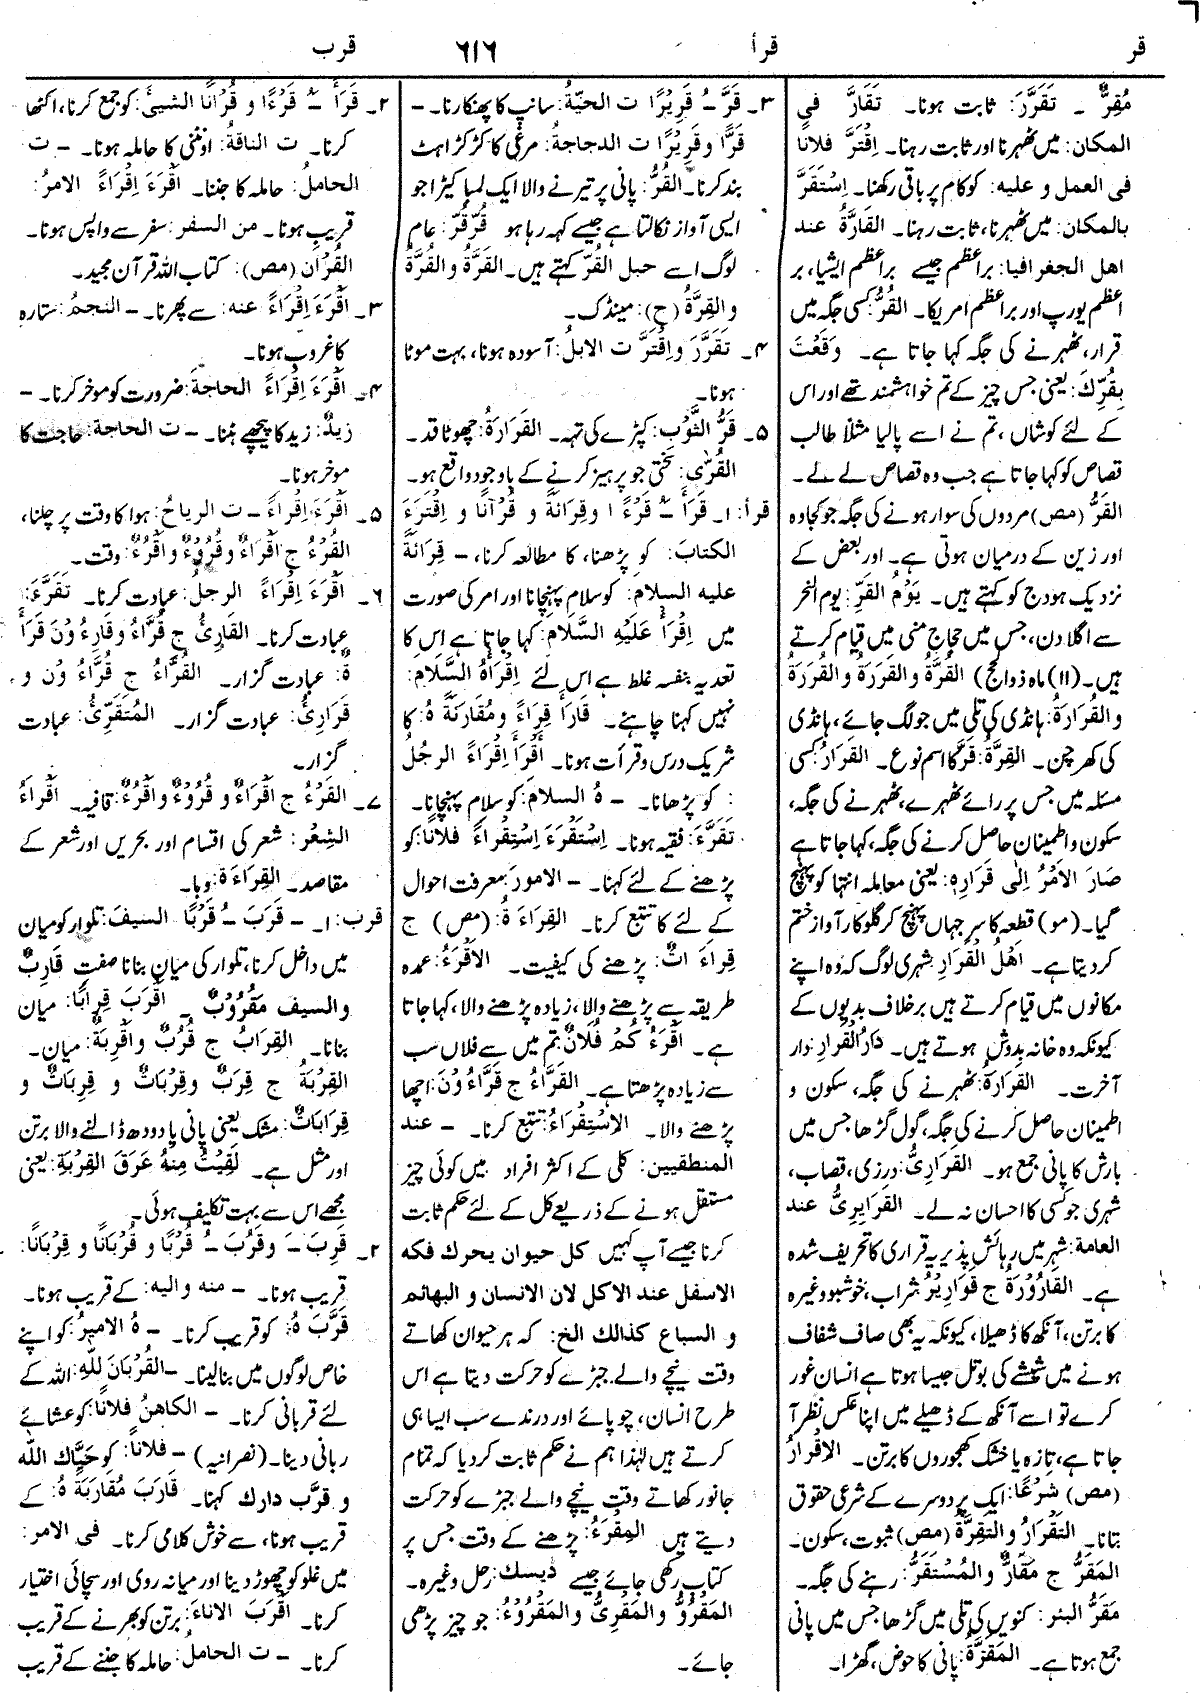 قر
قرأ
٦١٦
قرب
مُقِرٌّ ۔ تَقَرَّرَ: ثابت ہونا۔ تَقَارَّ فی
المکان: میں ٹھہرنا اور ثابت رہنا۔ اِقْتَرَّ فلانًا
فی العمل و علیہ: کو کام پر باقی رکھنا۔ اِسْتَقَرَّ
بالمکان: میں ٹھہرنا، ثابت رہنا۔ القَارَّةُ عند
اهل الجغرافیا: براعظم جیسے براعظم ایشیا، بر
اعظم یورپ اور براعظم امریکا۔ القُرُّ: کسی جگہ میں
قرار، ٹھہرنے کی جگہ کہا جاتا ہے۔ وَقَعْتَ
بِقُرِّكَ: یعنی جس چیز کے تم خواہشمند تھے اور اس
کے لئے کوشاں، تم نے اسے پالیا مثلاً طالب
قصاص کو کہا جاتا ہے جب وہ قصاص لے لے۔
القَرُّ (مص) مردوں کی سوار ہونے کی جگہ جو کجاوہ
اور زین کے درمیان ہوتی ہے۔ اور بعض کے
نزدیک ہودج کو کہتے ہیں۔ یَوْمُ القَرِّ: یوم النحر
سے اگلا دن، جس میں حجاج منی میں قیام کرتے
ہیں۔ (١١) ماہ ذوالحج) القُرَّةُ والقَرَرَةُ والقُرَرَةُ
و القُرَارَةُ: ہانڈی کی تلی میں جو لگ جائے، ہانڈی
کی کھرچن۔ القِرَّةُ: قَرَّ کا اسم نوع۔ القَرَارُ: کسی
مسئلہ میں جس پر رائے ٹھہرے، ٹھہرنے کی جگہ،
سکون و اطمینان حاصل کرنے کی جگہ، کہا جاتا ہے
صَارَ الاَمْرُ اِلٰی قَرَارِهٖ: یعنی معاملہ انتہا کو پہنچ
گیا۔ (مو) قطعہ کا سر جہاں پہنچ کر گلوکار آواز ختم
کر دیتا ہے۔ اَهْلُ القَرَارِ شہری لوگ کہ وہ اپنے
مکانوں میں قیام کرتے ہیں برخلاف بدیوں کے
کیونکہ وہ خانہ بدوش ہوتے ہیں۔ دَارُ القَرَارِ: دار
آخرت۔ القَرَارَةُ: ٹھہرنے کی جگہ، سکون و
اطمینان حاصل کرنے کی جگہ، گول گڑھا جس میں
بارش کا پانی جمع ہو۔ القَرَارِیُّ: درزی، قصاب،
شہری جو کسی کا احسان نہ لے۔ القَرَایِرِیُّ عند
العامة: شہر میں رہائش پذیر یہ قراری کا تحریف شدہ
ہے۔ القَارُوْرَةُ ج قَوَارِیْرُ: شراب، خوشبو وغیرہ
کا برتن، آنکھ کا ڈھیلا، کیونکہ یہ بھی صاف شفاف
ہونے میں شیشے کی بوتل جیسا ہوتا ہے انسان غور
کرے تو اسے آنکھ کے ڈھیلے میں اپنا عکس نظر آ
جاتا ہے، تازہ یا خشک کھجوروں کا برتن۔ الاِقْرَارُ
(مص) شَرْعًا: ایک پر دوسرے کے شرعی حقوق
بتانا۔ التَقْرَارُ والتَقِرَّةُ (مص) ثبوت، سکون۔
المَقَرُّ ج مَقَارُّ والمُسْتَقَرُّ: رہنے کی جگہ۔
مَقَرُّ البئر: کنویں کی تلی میں گڑھا جس میں پانی
جمع ہوتا ہے۔ المَقَرَّةُ: پانی کا حوض، گھڑا۔
٣۔ قَرَّ ـُ قَرِیْرًا ت الحیّةُ: سانپ کا پھنکارنا۔ –
قَرًّا وقَرِیْرًا ت الدجاجة: مرغی کا کڑکڑاہٹ
بند کرنا۔ القُرُّ: پانی پر تیرنے والا ایک لمبا کیڑا جو
ایسی آواز نکالتا ہے جیسے کہہ رہا ہو قُرّقُرّ: عام
لوگ اسے حبل القُرّ کہتے ہیں۔ القَرَّةُ و القُرَّةُ
و القِرَّةُ (ح): مینڈک۔
٤۔ تَقَرَّرَ و اِقْتَرَّ ت الابلُ: آسودہ ہونا، بہت موٹا
ہونا۔
٥۔ قَرُّ الثَّوْب: کپڑے کی تہہ۔ القَرَارَةُ: چھوٹا قد۔
القُرّٰی: سختی جو پرہیز کرنے کے باوجود واقع ہو۔
قرأ: ١۔ قَرَأَ ـَ قَرْءً ا وقِرَائَةً و قُرْآنًا و اِقْتَرَءَ
الکتابَ: کو پڑھنا، کا مطالعہ کرنا، – قِرَائَةً
علیه السلام: کو سلام پہنچانا اور امر کی صورت
میں اِقْرَأْ عَلَیْهِ السَّلَامَ: کہا جاتا ہے اس کا
تعدیہ بنفسہ غلط ہے اس لئے اِقْرَأهُ السَّلَامَ:
نہیں کہنا چاہئے۔ قَارَأَ قِرَاءً ومُقَارَئَةً هُ: کا
شریک درس و قرأت ہونا۔ اَقْرَأَ اِقْرَاءً الرجلُ
: کو پڑھانا۔ – هُ السلامَ: کو سلام پہنچانا۔
تَقَرَّءَ: فقیہ ہونا۔ اِسْتَقْرَءَ اِسْتِقْرَاءً فلانًا: کو
پڑھنے کے لئے کہنا۔ – الامورَ: معرفت احوال
کے لئے کا تتبع کرنا۔ القِرَاءَ ةُ (مص) ج
قِراءَ اتٌ: پڑھنے کی کیفیت۔ الاَقْرَءُ: عمدہ
طریقہ سے پڑھنے والا، زیادہ پڑھنے والا، کہا جاتا
ہے۔ اَقْرَءُ کُمْ فُلَانٌ: تم میں سے فلاں سب
سے زیادہ پڑھتا ہے۔ القَرَّاءُ ج قَرَّاءُ وْنَ: اچھا
پڑھنے والا۔ الاِسْتِقْرَاءُ: تتبع کرنا۔ – عند
المنطقیین: کلی کے اکثر افراد میں کوئی چیز
مستقل ہونے کے ذریعے کل کے لئے حکم ثابت
کرنا جیسے آپ کہیں کل حیوان یحرك فکه
الاسفل عند الاکل لان الانسان و البهائم
و السباع کذالك الخ: کہ ہر حیوان کھاتے
وقت نیچے والے جبڑے کو حرکت دیتا ہے اس
طرح انسان، چوپائے اور درندے سب ایسا ہی
کرتے ہیں لہٰذا ہم نے حکم ثابت کر دیا کہ تمام
جانور کھاتے وقت نیچے والے جبڑے کو حرکت
دیتے ہیں۔ المِقْرَءُ: پڑھنے کے وقت جس پر
کتاب رکھی جائے جیسے ڈیسک: رحل وغیرہ۔
المَقْرُوُّ والمَقْرِیُّ والمَقْرُوْءُ: جو چیز پڑھی
جائے۔
٢۔ قَرَأَ ـُ قَرْءًا و قُرْانًا الشیئَ: کو جمع کرنا، اکٹھا
کرنا۔ ت الناقةُ: اونٹنی کا حاملہ ہونا۔ – ت
الحاملُ: حاملہ کا جننا۔ اَقْرَءَ اِقْرَاءً الامرُ:
قریب ہونا۔ من السفر: سفر سے واپس ہونا۔
القُرْان (مص): کتاب اللہ قرآن مجید۔
٣۔ اَقْرَءَ اِقْرَاءً عنه: سے پھرنا۔ – النجمُ: ستارہ
کا غروب ہونا۔
٤۔ اَقْرَءَ اِقْرَاءً الحاجةَ: ضرورت کو موخر کرنا۔ –
زیدٌ: زید کا پیچھے ہٹنا۔ – ت الحاجة: حاجت کا
موخر ہونا۔
٥۔ اَقْرَءَ اِقْراءً – ت الریاحُ: ہوا کا وقت پر چلنا،
القُرْءُ ج اَقْرَاءٌ وقُرُوْءٌ واَقْرُءٌ: وقت۔
٦۔ اَقْرَءَ اِقْرَاءً الرجلُ: عبادت کرنا۔ تَقَرَّءَ:
عبادت کرنا۔ القَارِئُ ج قُرَّاءٌ وقَارِءُ وْنَ قَرَأَ
ةٌ: عبادت گزار۔ القُرَّاءُ ج قُرَّاءُ وْن و
قَرَارِئُ: عبادت گزار۔ المُتَقَرِّئُ: عبادت
گزار۔
٧۔ القَرْءُ ج اَقْرَاءٌ و قُرُوْءٌ واَقْرُءٌ: قافیہ۔ اَقْراءُ
الشِعْر: شعر کی اقسام اور بحریں اور شعر کے
مقاصد۔ القِرَاءَ ة: وبا۔
قرب: ١۔ – قَرَبَ ـُ قَرْبًا السیفَ: تلوار کو میان
میں داخل کرنا، تلوار کی میان بنانا صفت قَارِبٌ
والسیف مَقْرُوْبٌ ۔ اَقْرَبَ قِرابًا: میان
بنانا۔ القِرَابُ ج قُرُبٌ واَقْرِبَةٌ: میان۔
القِرْبَةُ ج قِرَبٌ وقِرْبَاتٌ و قِرِبَاتٌ و
قِرَابَاتٌ: مشک یعنی پانی یا دودھ ڈالنے والا برتن
اور مثل ہے۔ لَقِیْتُ مِنْهُ عَرَقَ القِرْبَةِ: یعنی
مجھے اس سے بہت تکلیف ہوئی۔
٢۔ قَرِبَ ـَ وقَرُبَ ـُ قُرْبًا و قُرْبَانًا و قِرْبَانًا:
قریب ہونا۔ – منه والیه: کے قریب ہونا۔
قَرَّبَ هُ: کو قریب کرنا۔ – هُ الامیرُ: کو اپنے
خاص لوگوں میں بنا لینا۔ – القُرْبَانَ لِلّٰهِ: اللہ کے
لئے قربانی کرنا۔ – الکاهنُ فلانًا: کو عشائے
ربانی دینا۔ (نصرانیہ) – فلانًا: کو حَیَّاكَ اللّٰه
و قرَّب دارك کہنا۔ قَارَبَ مُقَارَبَةً هُ: کے
قریب ہونا، سے خوش کلامی کرنا۔ فی الامر:
میں غلو کو چھوڑ دینا اور میانہ روی اور سچائی اختیار
کرنا۔ اَقْرَبَ الاناءَ: برتن کو بھرنے کے قریب
کرنا۔ – ت الحامل: حاملہ کا جننے کے قریب